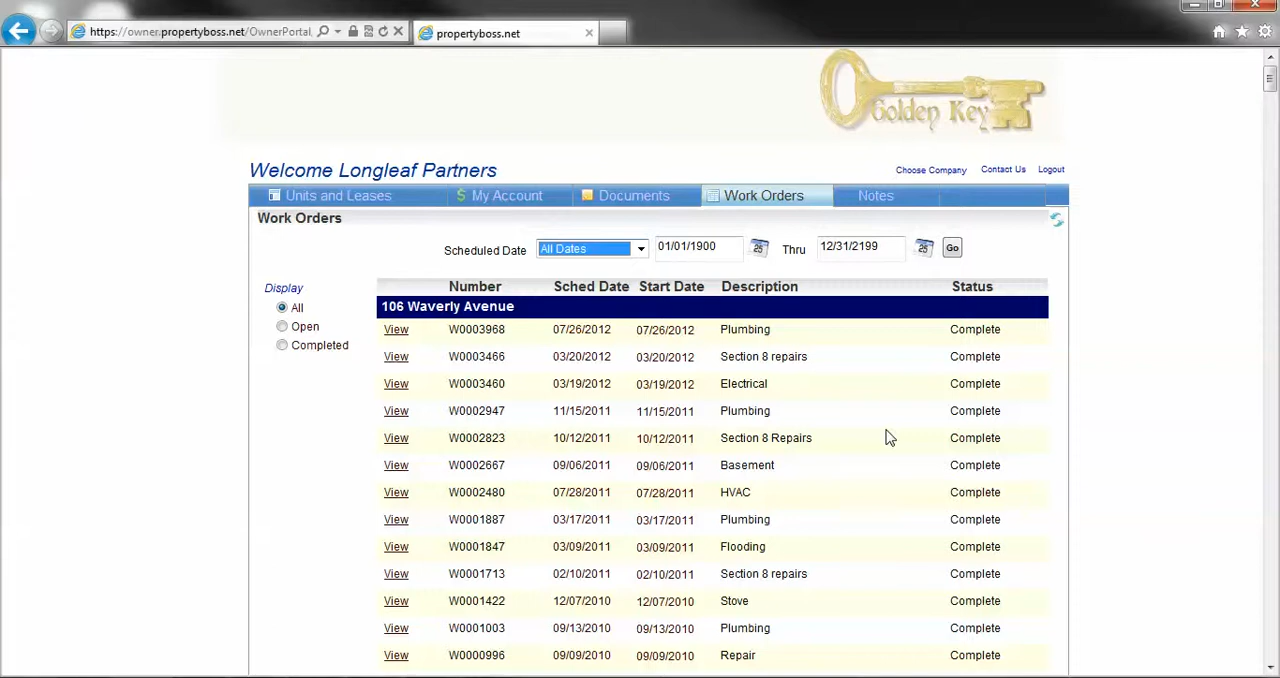 https://owner.propertyboss.net/OwnerPortal,
propertyboss.net
Golden Key
Welcome Longleaf Partners
Choose Company Contact Us Logout
Units and Leases $ My Account Documents Work Orders Notes
Work Orders
Scheduled Date All Dates 01/01/1900 25 Thru 12/31/2199 25 Go
Display
All
Open
Completed
Number Sched Date Start Date Description Status
106 Waverly Avenue
View W0003968 07/26/2012 07/26/2012 Plumbing Complete
View W0003466 03/20/2012 03/20/2012 Section 8 repairs Complete
View W0003460 03/19/2012 03/19/2012 Electrical Complete
View W0002947 11/15/2011 11/15/2011 Plumbing Complete
View W0002823 10/12/2011 10/12/2011 Section 8 Repairs Complete
View W0002667 09/06/2011 09/06/2011 Basement Complete
View W0002480 07/28/2011 07/28/2011 HVAC Complete
View W0001887 03/17/2011 03/17/2011 Plumbing Complete
View W0001847 03/09/2011 03/09/2011 Flooding Complete
View W0001713 02/10/2011 02/10/2011 Section 8 repairs Complete
View W0001422 12/07/2010 12/07/2010 Stove Complete
View W0001003 09/13/2010 09/13/2010 Plumbing Complete
View W0000996 09/09/2010 09/09/2010 Repair Complete